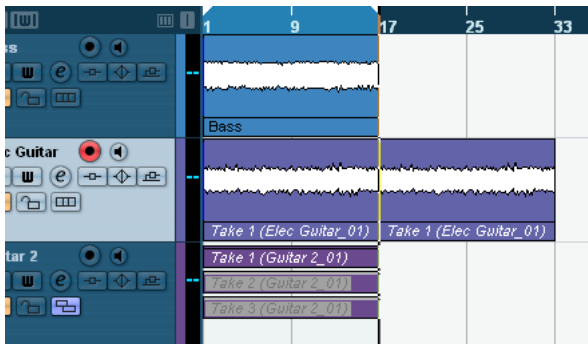 1 9 17 25 33
ss
W e
Bass
c Guitar
W e
Take 1 (Elec Guitar_01) Take 1 (Elec Guitar_01)
tar 2
Take 1 (Guitar 2_01)
W e
Take 2 (Guitar 2_01)
Take 3 (Guitar 2_01)